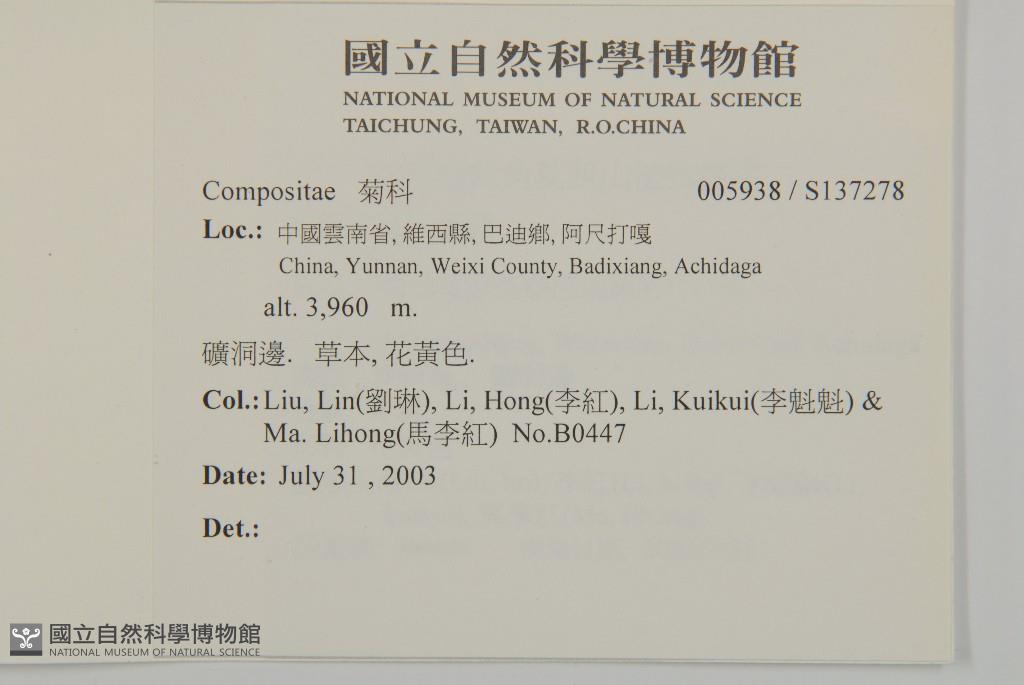 國立自然科學博物館
NATIONAL MUSEUM OF NATURAL SCIENCE
TAICHUNG, TAIWAN, R.O.CHINA
Compositae 菊科 005938 / S137278
Loc.: 中國雲南省, 維西縣, 巴迪鄉, 阿尺打嘎
China, Yunnan, Weixi County, Badixiang, Achidaga
alt. 3,960 m.
礦洞邊. 草本, 花黃色.
Col.: Liu, Lin(劉琳), Li, Hong(李紅), Li, Kuikui(李魁魁) &
Ma. Lihong(馬李紅) No.B0447
Date: July 31 , 2003
Det.:
國立自然科學博物館
NATIONAL MUSEUM OF NATURAL SCIENCE